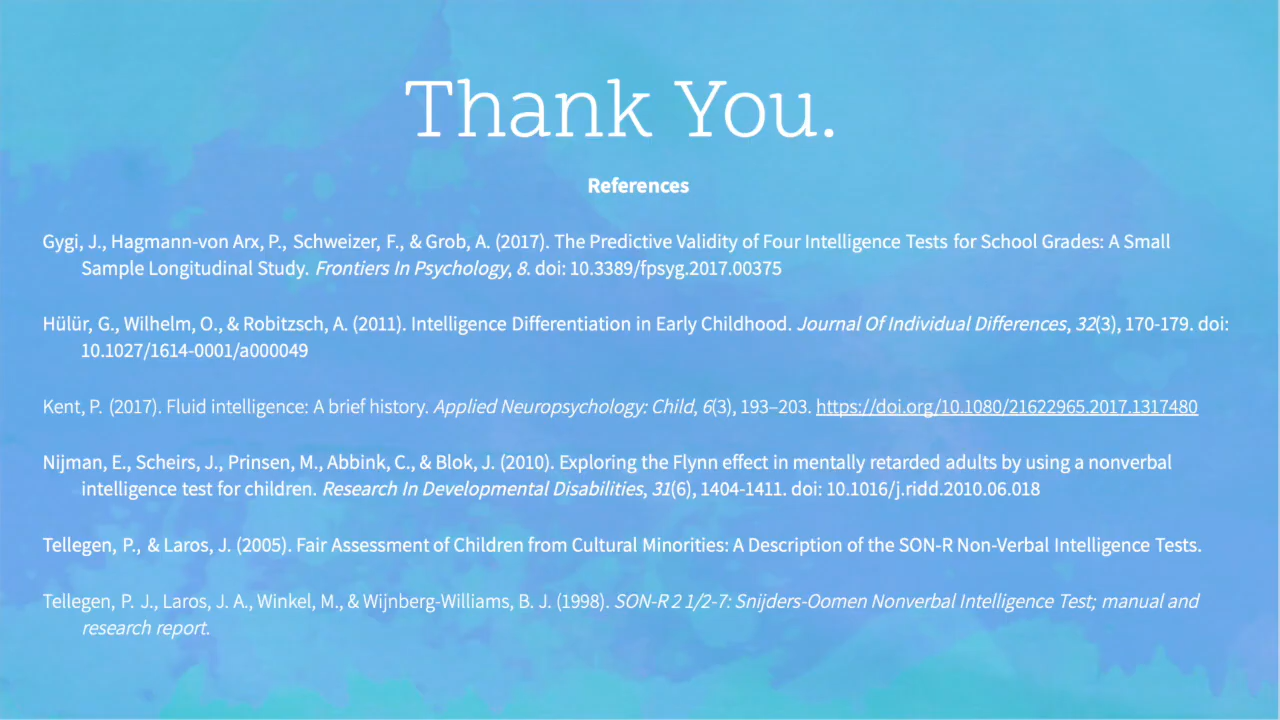 Thank You.
References
Gygi, J., Hagmann-von Arx, P., Schweizer, F., & Grob, A. (2017). The Predictive Validity of Four Intelligence Tests for School Grades: A Small
Sample Longitudinal Study. Frontiers In Psychology, 8. doi: 10.3389/fpsyg.2017.00375
Hülür, G., Wilhelm, O., & Robitzsch, A. (2011). Intelligence Differentiation in Early Childhood. Journal Of Individual Differences, 32(3), 170-179. doi:
10.1027/1614-0001/a000049
Kent, P. (2017). Fluid intelligence: A brief history. Applied Neuropsychology: Child, 6(3), 193–203. https://doi.org/10.1080/21622965.2017.1317480
Nijman, E., Scheirs, J., Prinsen, M., Abbink, C., & Blok, J. (2010). Exploring the Flynn effect in mentally retarded adults by using a nonverbal
intelligence test for children. Research In Developmental Disabilities, 31(6), 1404-1411. doi: 10.1016/j.ridd.2010.06.018
Tellegen, P., & Laros, J. (2005). Fair Assessment of Children from Cultural Minorities: A Description of the SON-R Non-Verbal Intelligence Tests.
Tellegen, P. J., Laros, J. A., Winkel, M., & Wijnberg-Williams, B. J. (1998). SON-R 2 1/2-7: Snijders-Oomen Nonverbal Intelligence Test; manual and
research report.